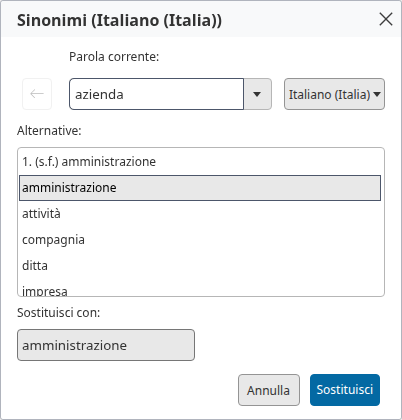 Sinonimi (Italiano (Italia))
Parola corrente:
azienda
Italiano (Italia)
Alternative:
1. (s.f.) amministrazione
amministrazione
attività
compagnia
ditta
impresa
Sostituisci con:
amministrazione
Annulla
Sostituisci